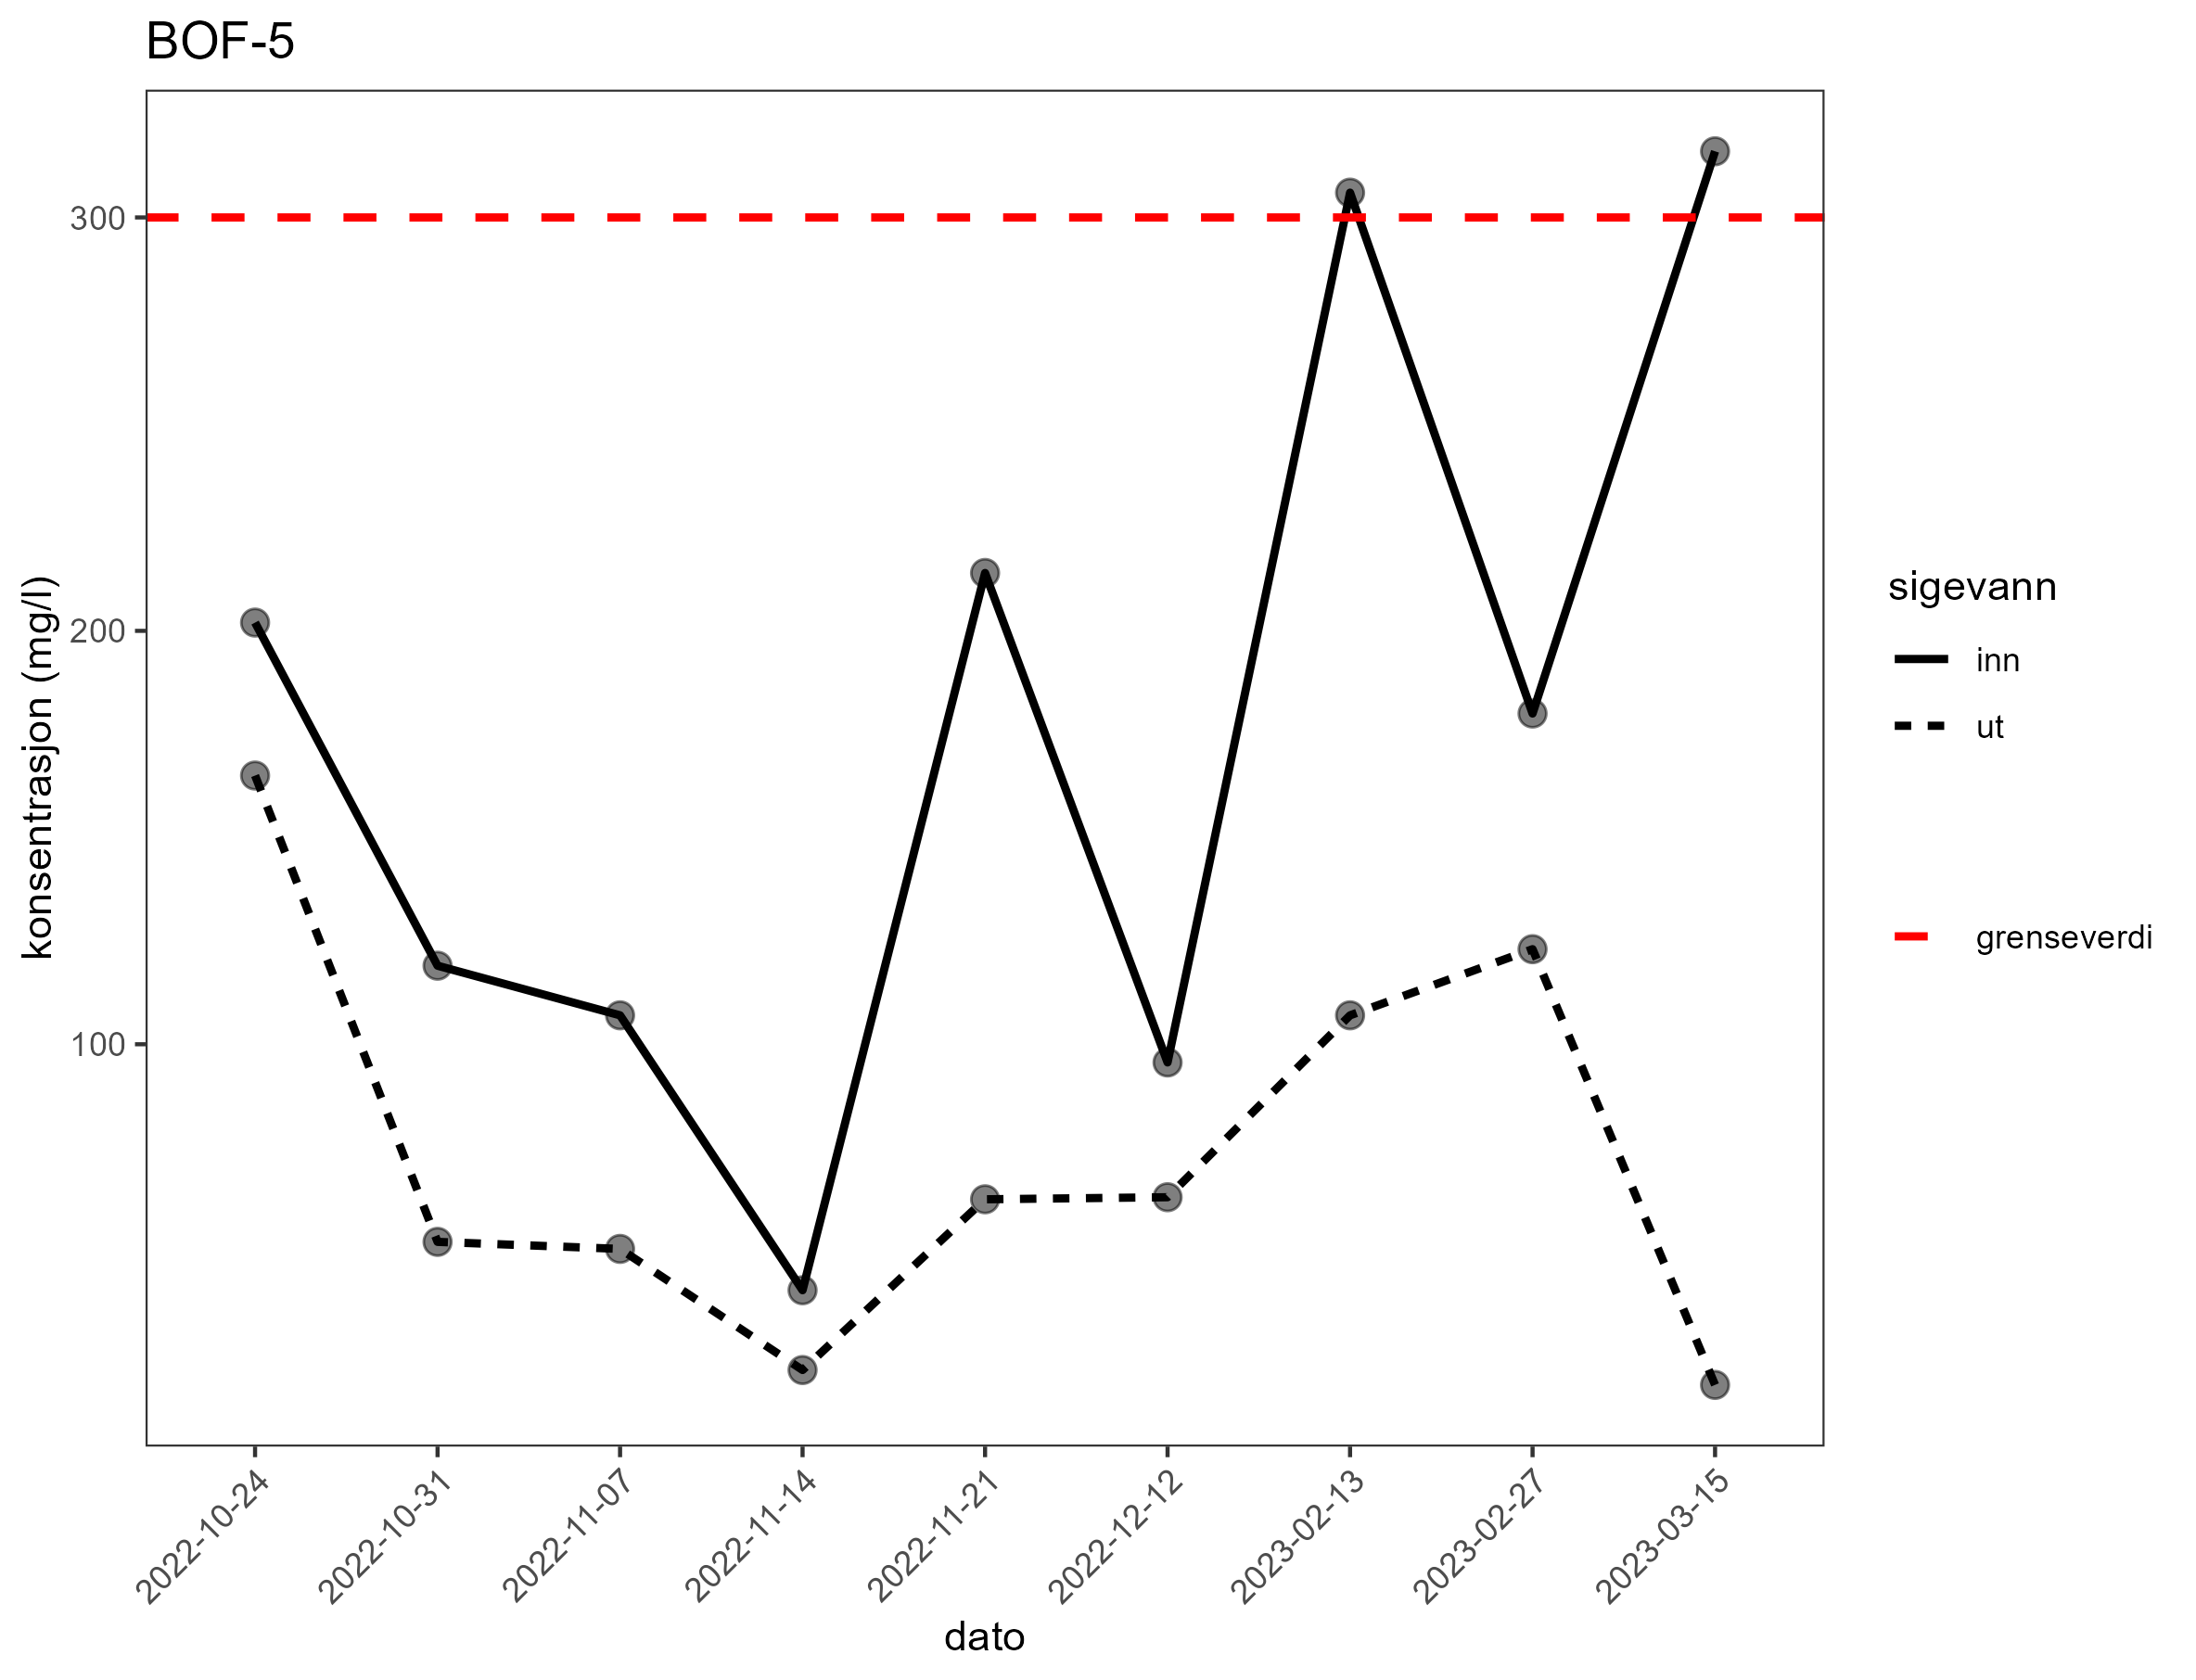 BOF-5
konsentrasjon (mg/l)
300
200
100
2022-10-24
2022-10-31
2022-11-07
2022-11-14
2022-11-21
2022-12-12
2023-02-13
2023-02-27
2023-03-15
dato
sigevann
inn
ut
grenseverdi